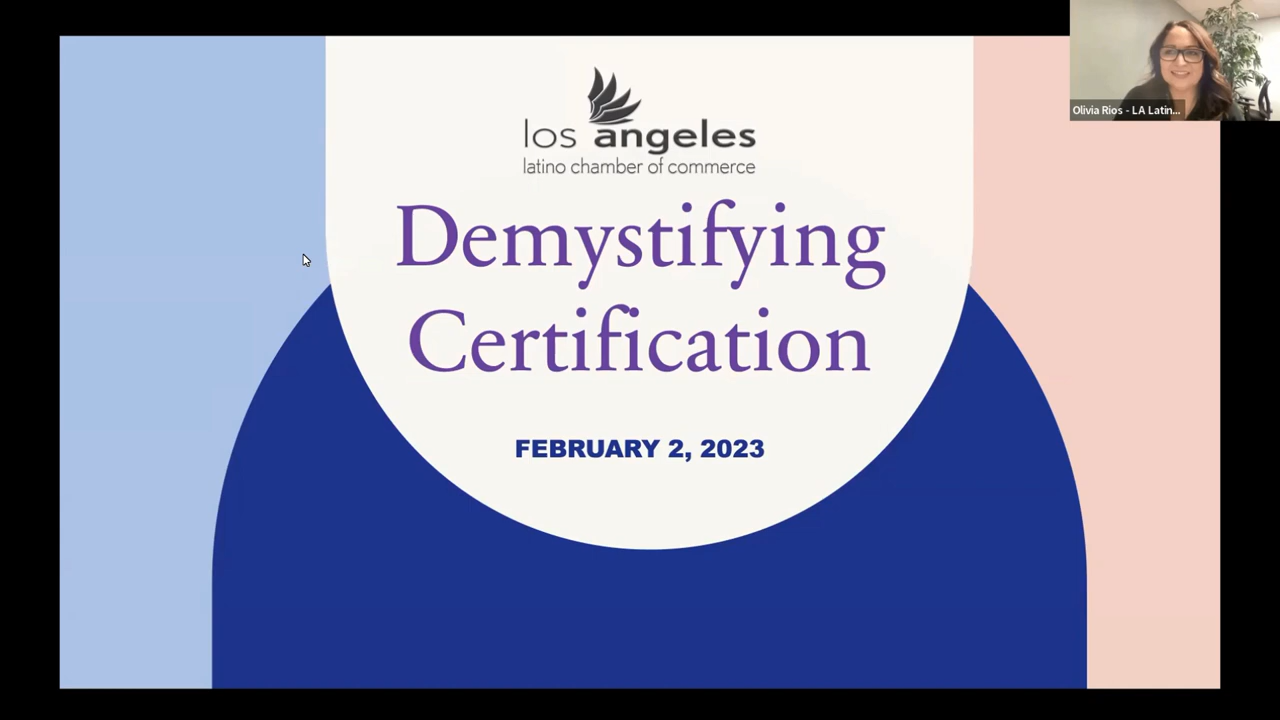 los angeles
latino chamber of commerce
Demystifying
Certification
FEBRUARY 2, 2023
Olivia Rios - LA Latin...